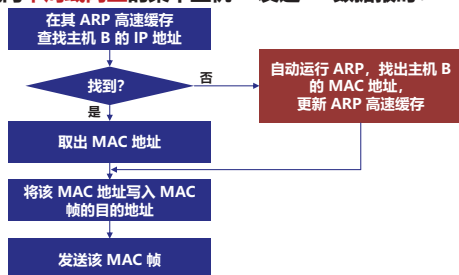 在其 ARP 高速缓存
查找主机 B 的 IP 地址
找到?
否
是
自动运行 ARP，找出主机 B
的 MAC 地址，
更新 ARP 高速缓存
取出 MAC 地址
将该 MAC 地址写入 MAC
帧的目的地址
发送该 MAC 帧